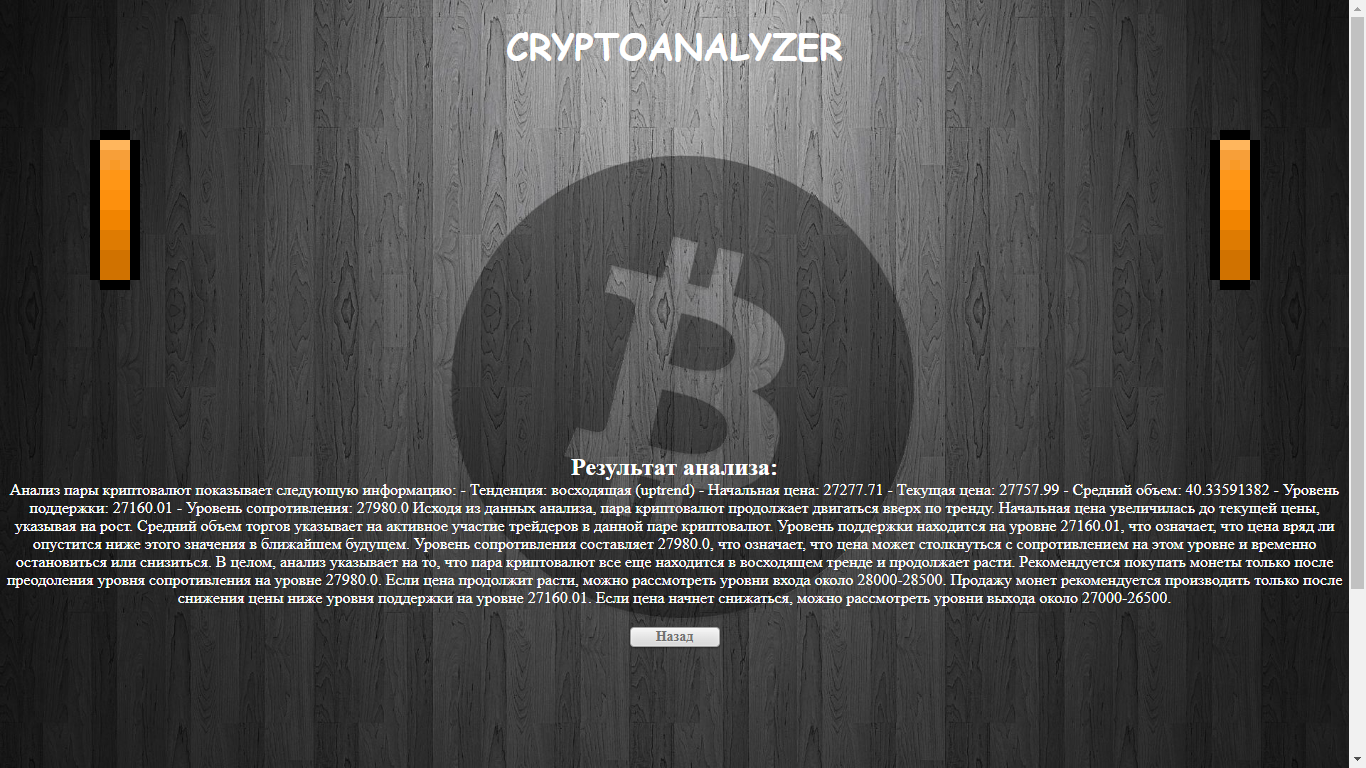 CRYPTOANALYZER
Результат анализа:
Анализ пары криптовалют показывает следующую информацию: - Тенденция: восходящая (uptrend) - Начальная цена: 27277.71 - Текущая цена: 27757.99 - Средний объем: 40.33591382 - Уровень
поддержки: 27160.01 - Уровень сопротивления: 27980.0 Исходя из данных анализа, пара криптовалют продолжает двигаться вверх по тренду. Начальная цена увеличилась до текущей цены,
указывая на рост. Средний объем торгов указывает на активное участие трейдеров в данной паре криптовалют. Уровень поддержки находится на уровне 27160.01, что означает, что цена вряд ли
опустится ниже этого значения в ближайшем будущем. Уровень сопротивления составляет 27980.0, что означает, что цена может столкнуться с сопротивлением на этом уровне и временно
остановиться или снизиться. В целом, анализ указывает на то, что пара криптовалют все еще находится в восходящем тренде и продолжает расти. Рекомендуется покупать монеты только после
преодоления уровня сопротивления на уровне 27980.0. Если цена продолжит расти, можно рассмотреть уровни входа около 28000-28500. Продажу монет рекомендуется производить только после
снижения цены ниже уровня поддержки на уровне 27160.01. Если цена начнет снижаться, можно рассмотреть уровни выхода около 27000-26500.
Назад